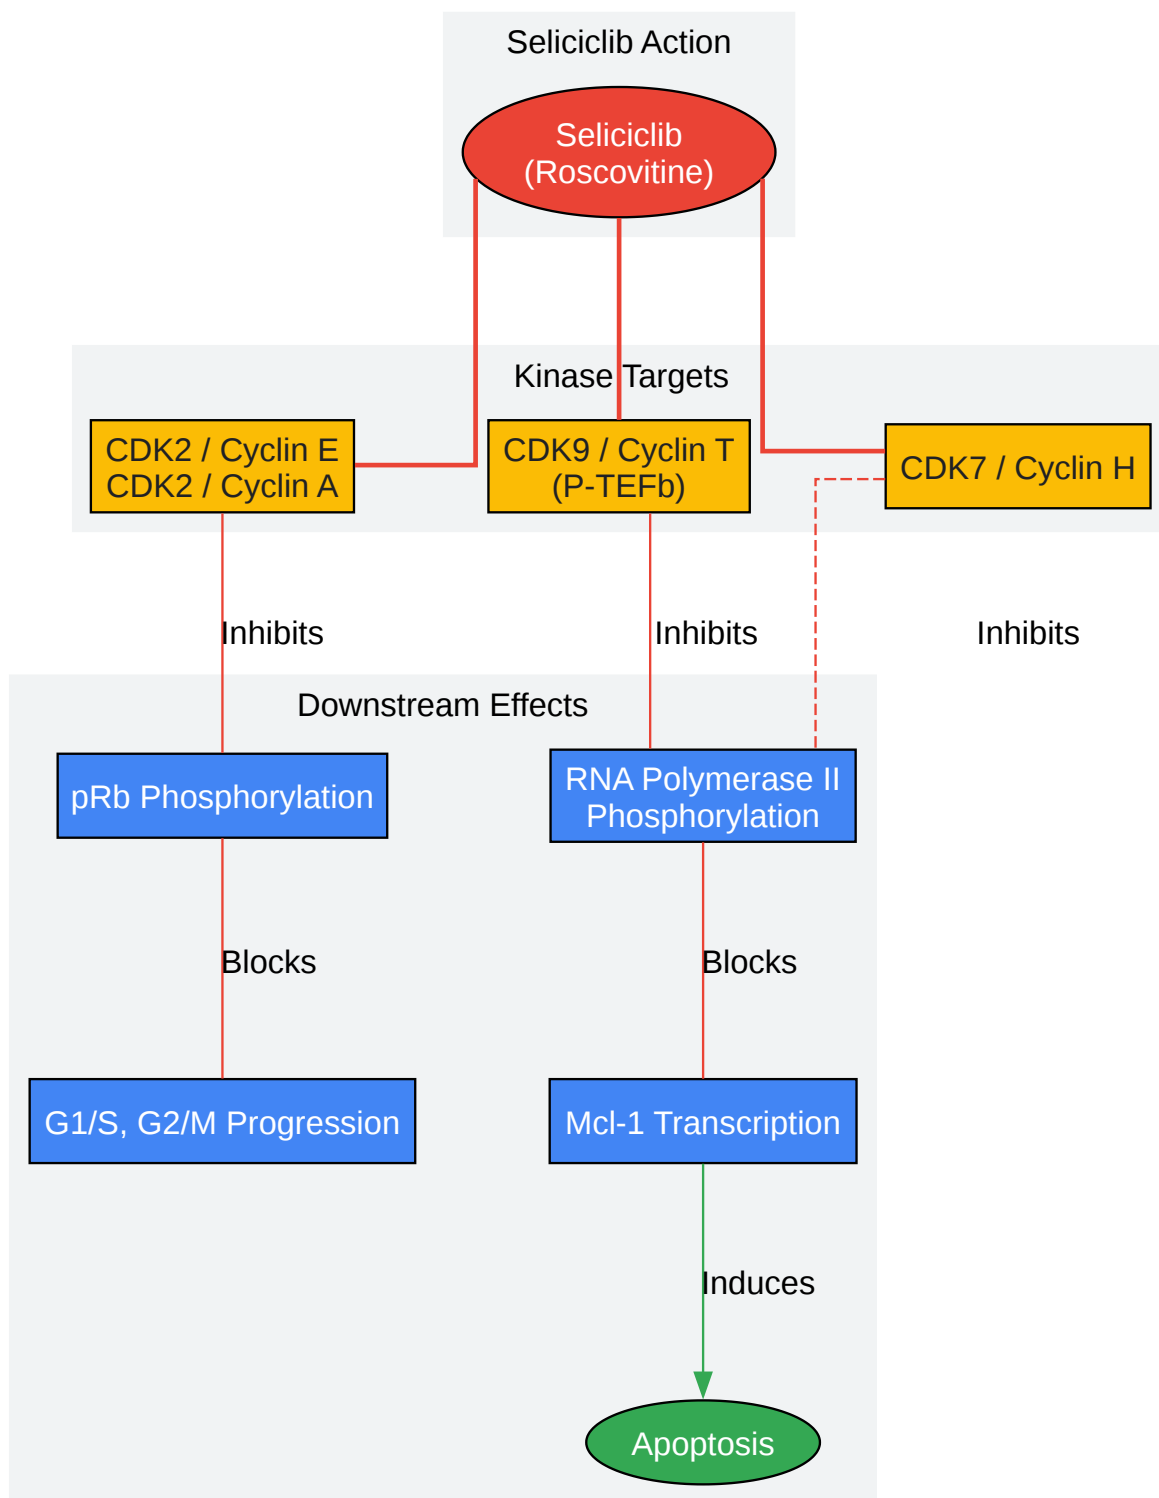 Seliciclib Action
Seliciclib
(Roscovitine)
Kinase Targets
CDK2 / Cyclin E
CDK2 / Cyclin A
CDK9 / Cyclin T
(P-TEFb)
CDK7 / Cyclin H
Inhibits
Inhibits
Inhibits
Downstream Effects
pRb Phosphorylation
RNA Polymerase II
Phosphorylation
Blocks
Blocks
G1/S, G2/M Progression
Mcl-1 Transcription
Induces
Apoptosis